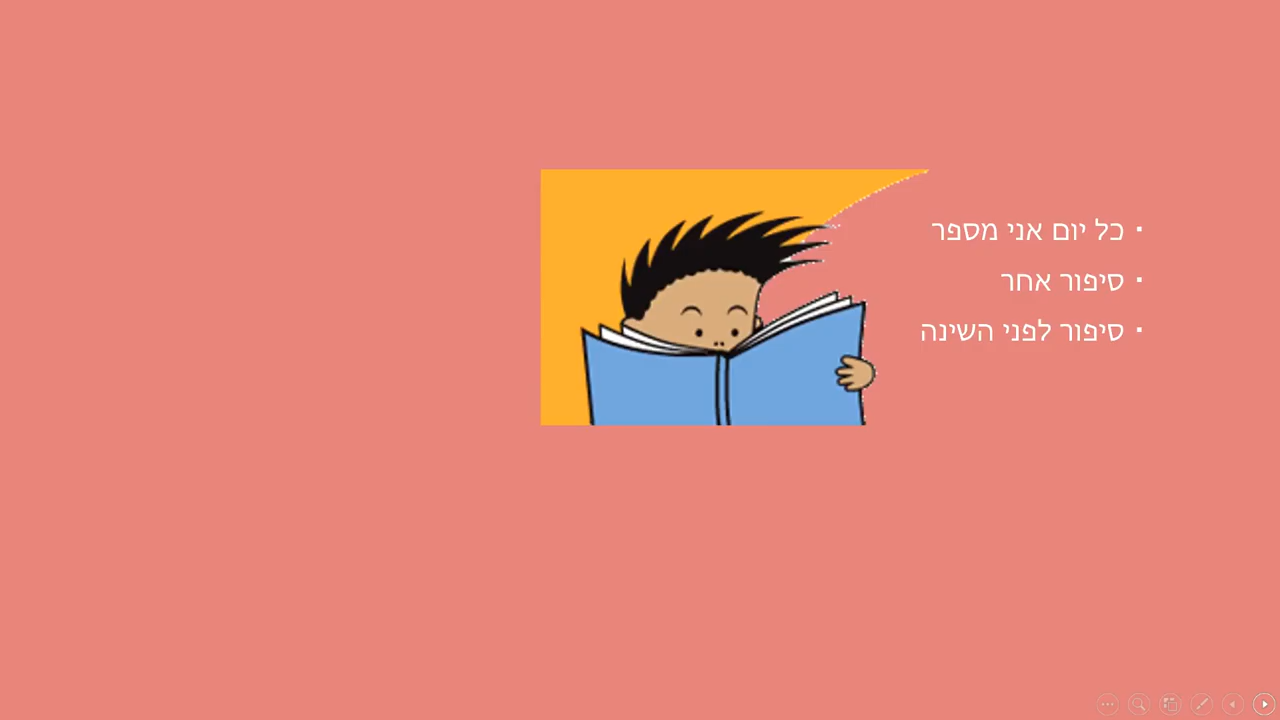 ▪ כל יום אני מספר
▪ סיפור אחר
▪ סיפור לפני השינה